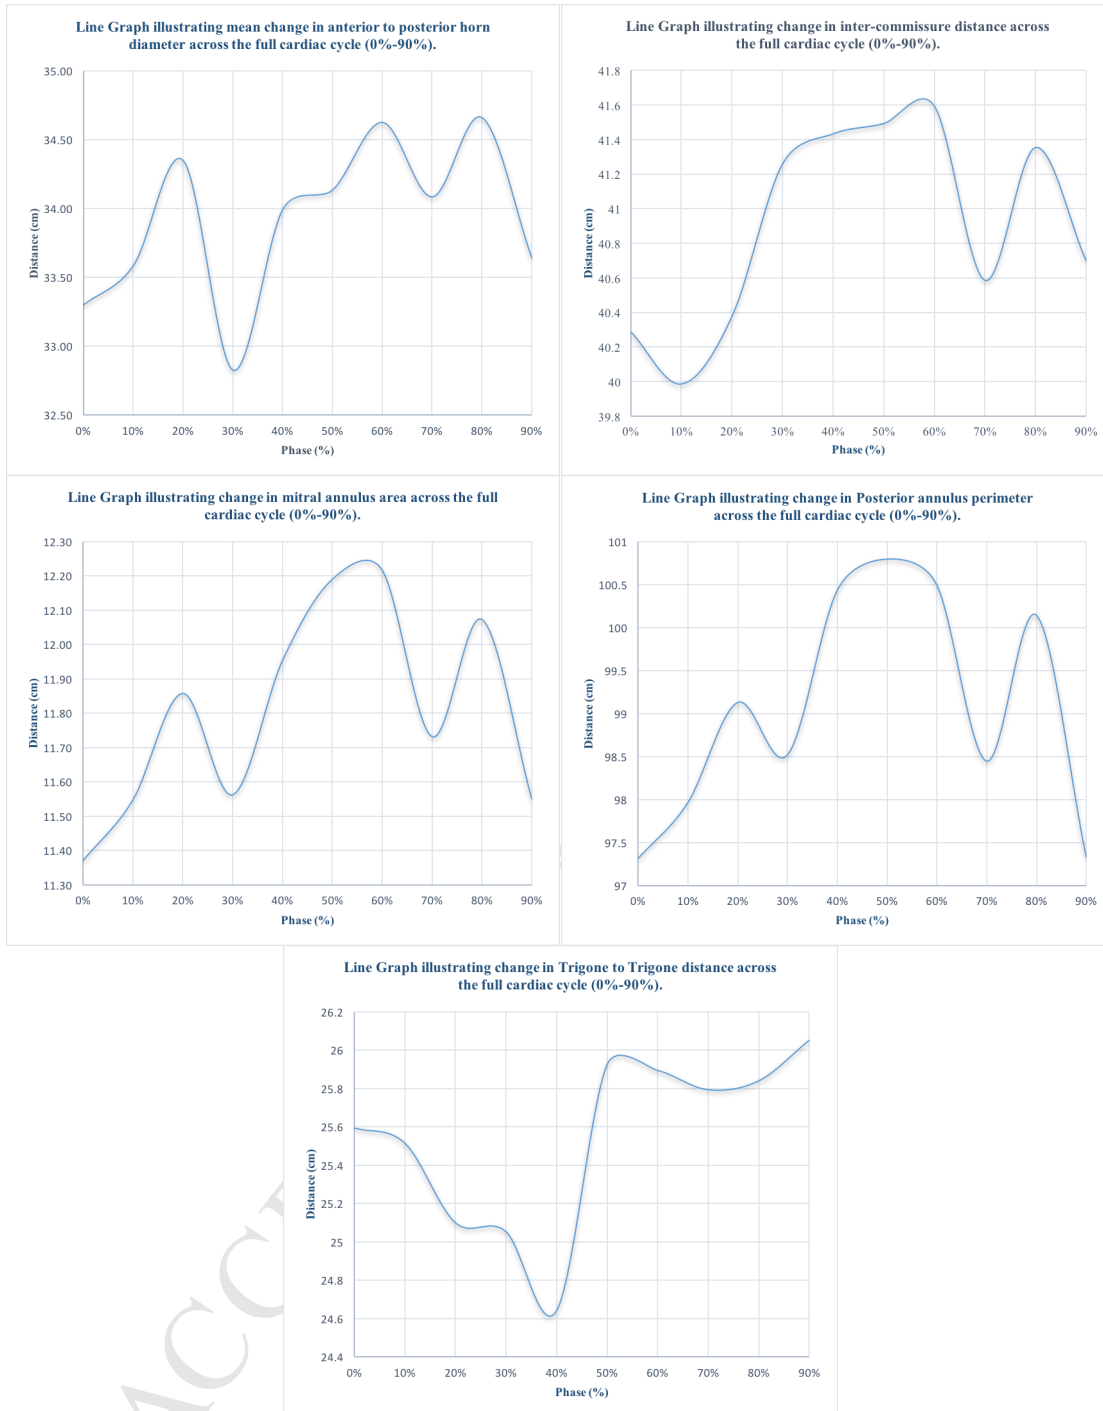 Line Graph illustrating mean change in anterior to posterior horn
diameter across the full cardiac cycle (0%-90%).
35.00
34.50
34.00
33.50
33.00
32.50
Distance (cm)
0% 10% 20% 30% 40% 50% 60% 70% 80% 90%
Phase (%)
Line Graph illustrating change in inter-commissure distance across
the full cardiac cycle (0%-90%).
41.8
41.6
41.4
41.2
41
40.8
40.6
40.4
40.2
40
39.8
Distance (cm)
0% 10% 20% 30% 40% 50% 60% 70% 80% 90%
Phase (%)
Line Graph illustrating change in mitral annulus area across the full
cardiac cycle (0%-90%).
12.30
12.20
12.10
12.00
11.90
11.80
11.70
11.60
11.50
11.40
11.30
Distance (cm)
0% 10% 20% 30% 40% 50% 60% 70% 80% 90%
Phase (%)
Line Graph illustrating change in Posterior annulus perimeter
across the full cardiac cycle (0%-90%).
101
100.5
100
99.5
99
98.5
98
97.5
97
Distance (cm)
0% 10% 20% 30% 40% 50% 60% 70% 80% 90%
Phase (%)
Line Graph illustrating change in Trigone to Trigone distance across
the full cardiac cycle (0%-90%).
26.2
26
25.8
25.6
25.4
25.2
25
24.8
24.6
24.4
Distance (cm)
0% 10% 20% 30% 40% 50% 60% 70% 80% 90%
Phase (%)
ACC